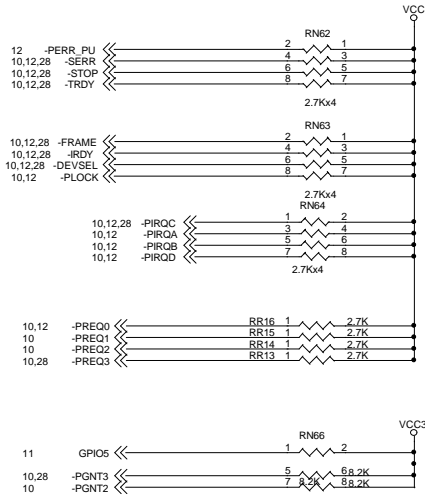 VCC
RN62
12 -PERR_PU 2 1
10,12,28 -SERR 4 3
10,12,28 -STOP 6 5
10,12,28 -TRDY 8 7
2.7Kx4
RN63
10,12,28 -FRAME 2 1
10,12,28 -IRDY 4 3
10,12,28 -DEVSEL 6 5
10,12 -PLOCK 8 7
2.7Kx4
RN64
10,12,28 -PIRQC 1 2
10,12 -PIRQA 3 4
10,12 -PIRQB 5 6
10,12 -PIRQD 7 8
2.7Kx4
10,12 -PREQ0 RR16 1 2.7K
10 -PREQ1 RR15 1 2.7K
10 -PREQ2 RR14 1 2.7K
10,28 -PREQ3 RR13 1 2.7K
VCC3
RN66
11 GPIO5 1 2
10,28 -PGNT3 5 6 8.2K
10 -PGNT2 7 8.2K 8 8.2K